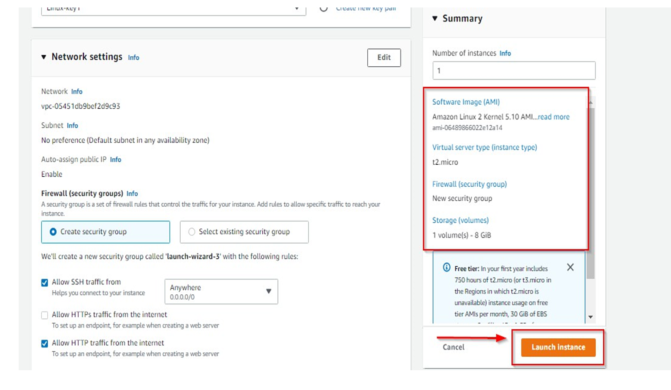 Linux-key1
Create new key pair
▼ Network settings Info
Edit
Network Info
vpc-05451db9bef2d9c93
Subnet Info
No preference (Default subnet in any availability zone)
Auto-assign public IP Info
Enable
Firewall (security groups) Info
A security group is a set of firewall rules that control the traffic for your instance. Add rules to allow specific traffic to reach your
instance.
Create security group
Select existing security group
We'll create a new security group called 'launch-wizard-3' with the following rules:
Allow SSH traffic from
Helps you connect to your instance
Anywhere
0.0.0.0/0
Allow HTTPs traffic from the internet
To set up an endpoint, for example when creating a web server
Allow HTTP traffic from the internet
To set up an endpoint, for example when creating a web server
▼ Summary
Number of instances Info
1
Software Image (AMI)
Amazon Linux 2 Kernel 5.10 AMI...read more
ami-06489866022e12a14
Virtual server type (instance type)
t2.micro
Firewall (security group)
New security group
Storage (volumes)
1 volume(s) - 8 GiB
Free tier: In your first year includes
750 hours of t2.micro (or t3.micro in
the Regions in which t2.micro is
unavailable) instance usage on free
tier AMIs per month, 30 GiB of EBS
Cancel
Launch instance